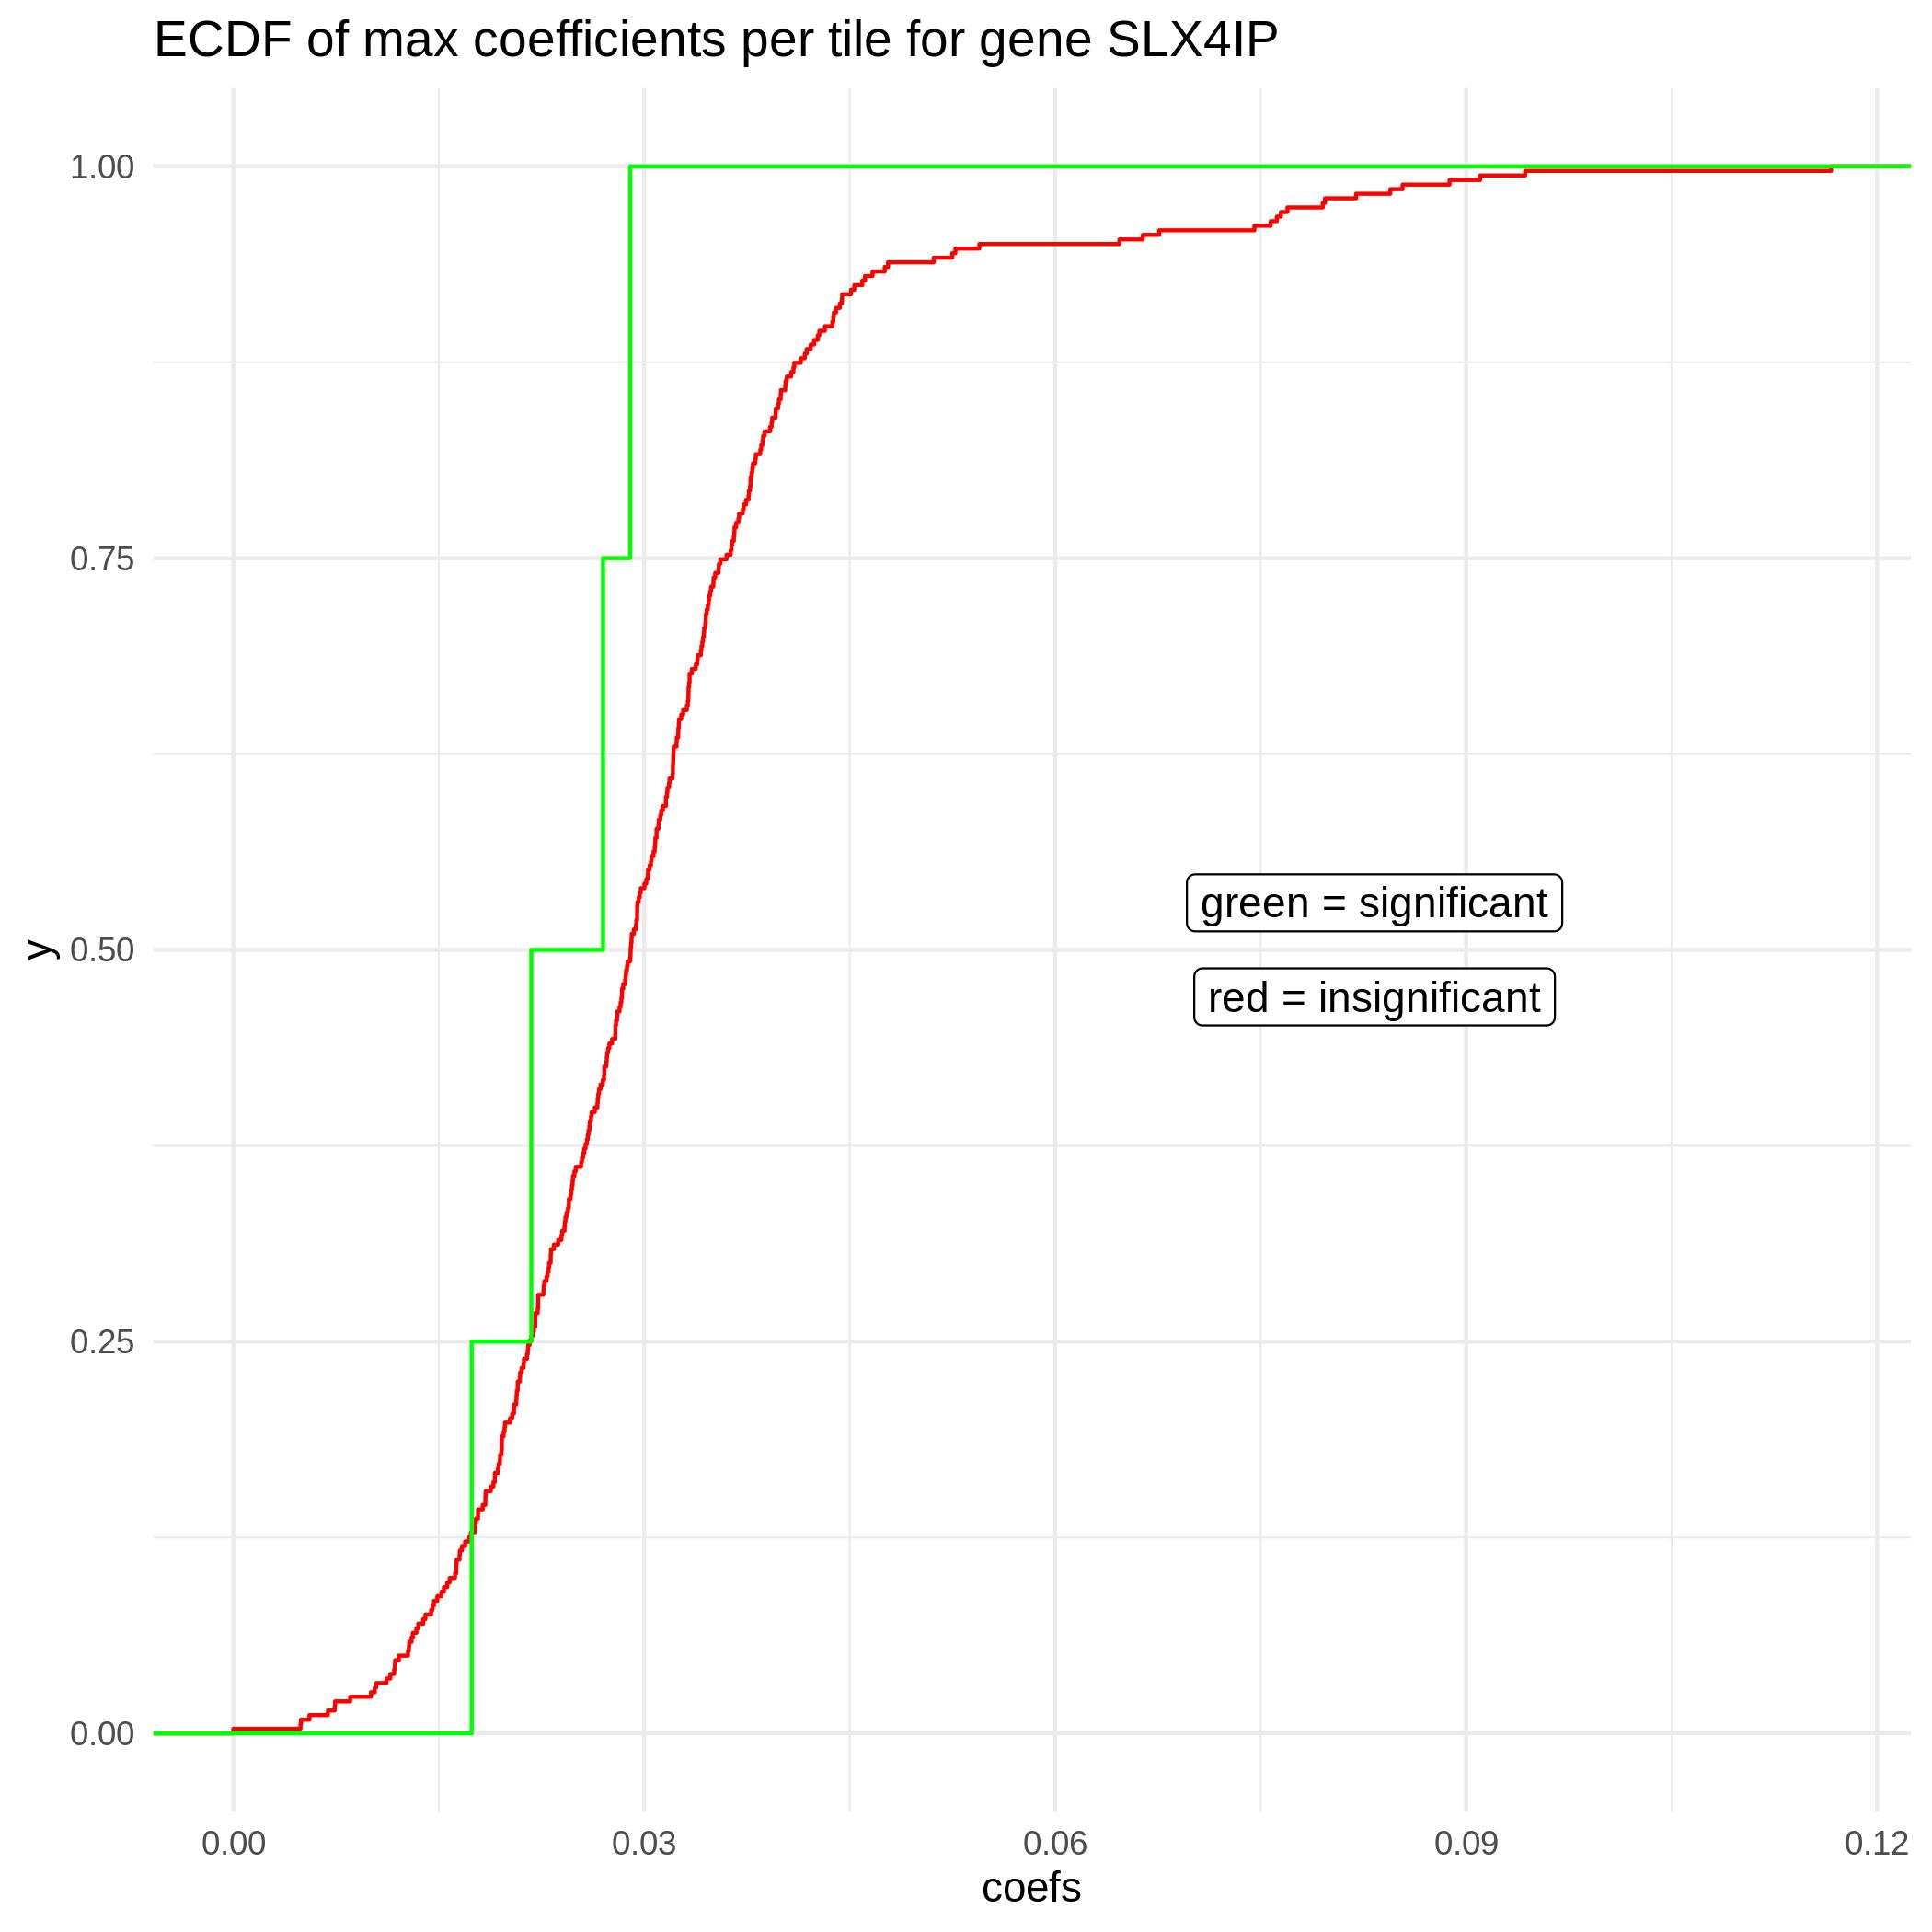 ECDF of max coefficients per tile for gene SLX4IP
1.00
0.75
0.50
0.25
0.00
y
green = significant
red = insignificant
0.00 0.03 0.06 0.09 0.12
coefs